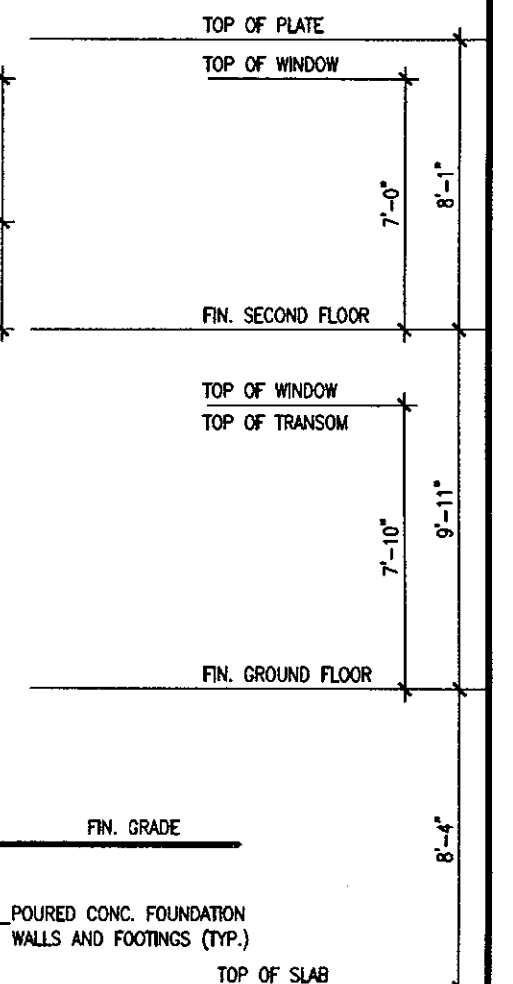 TOP OF PLATE
TOP OF WINDOW
7'-0"
8'-1"
FIN. SECOND FLOOR
TOP OF WINDOW
TOP OF TRANSOM
7'-10"
9'-11"
FIN. GROUND FLOOR
FIN. GRADE
8'-4"
POURED CONC. FOUNDATION
WALLS AND FOOTINGS (TYP.)
TOP OF SLAB